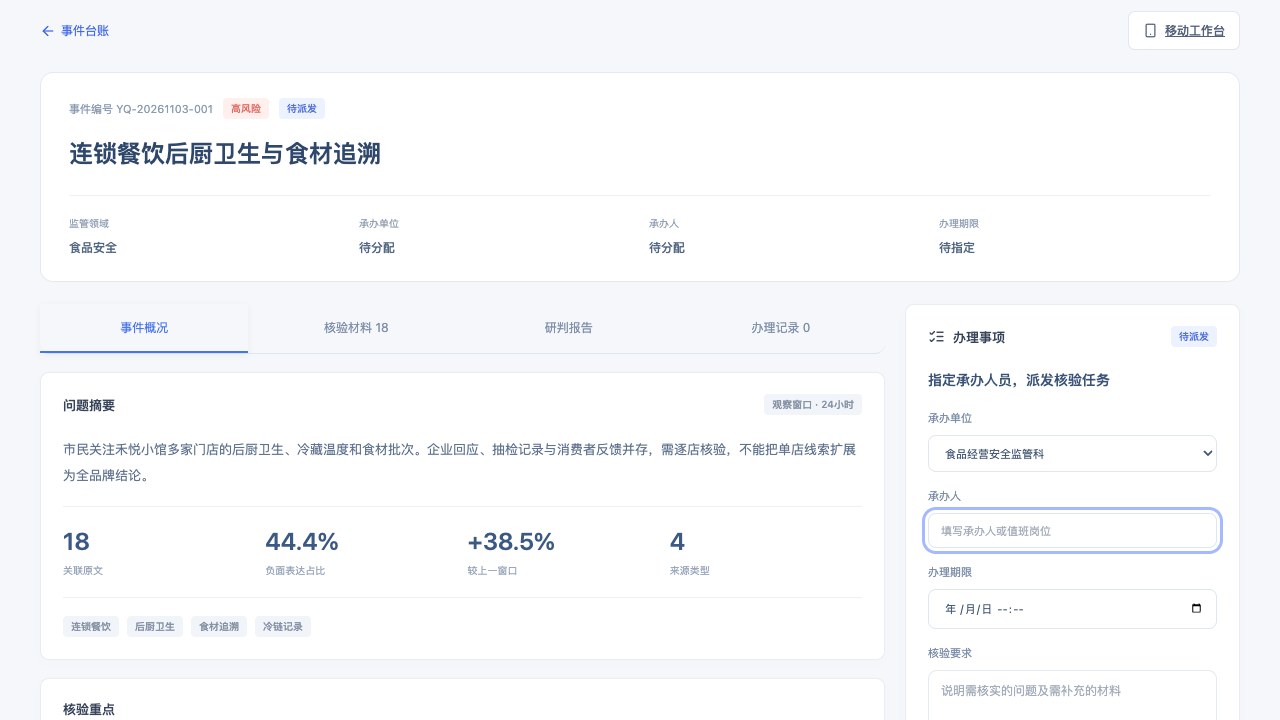 事件台账
移动工作台
事件编号 YQ-20261103-001
高风险
待派发
连锁餐饮后厨卫生与食材追溯
监管领域
承办单位
承办人
办理期限
食品安全
待分配
待分配
待指定
事件概况
核验材料 18
研判报告
办理记录 0
问题摘要
观察窗口 · 24小时
市民关注禾悦小馆多家门店的后厨卫生、冷藏温度和食材批次。企业回应、抽检记录与消费者反馈并存，需逐店核验，不能把单店线索扩展
为全品牌结论。
18
44.4%
+38.5%
4
关联原文
负面表达占比
较上一窗口
来源类型
连锁餐饮
后厨卫生
食材追溯
冷链记录
核验重点
办理事项
待派发
指定承办人员，派发核验任务
承办单位
食品经营安全监管科
承办人
填写承办人或值班岗位
办理期限
年 /月/日 --:--
核验要求
说明需核实的问题及需补充的材料